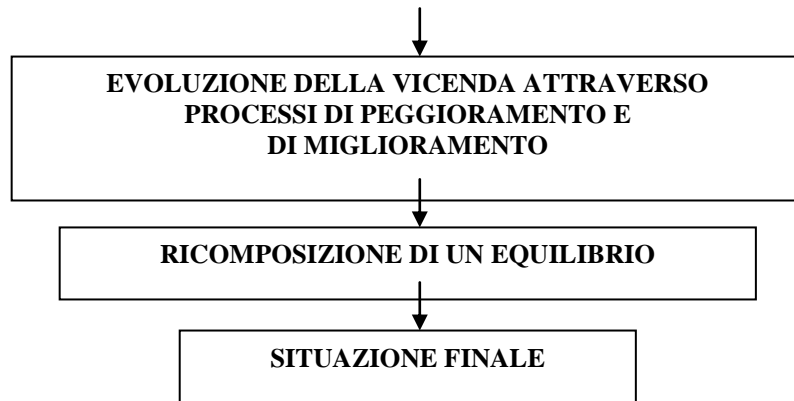 EVOLUZIONE DELLA VICENDA ATTRAVERSO
PROCESSI DI PEGGIORAMENTO E
DI MIGLIORAMENTO
RICOMPOSIZIONE DI UN EQUILIBRIO
SITUAZIONE FINALE